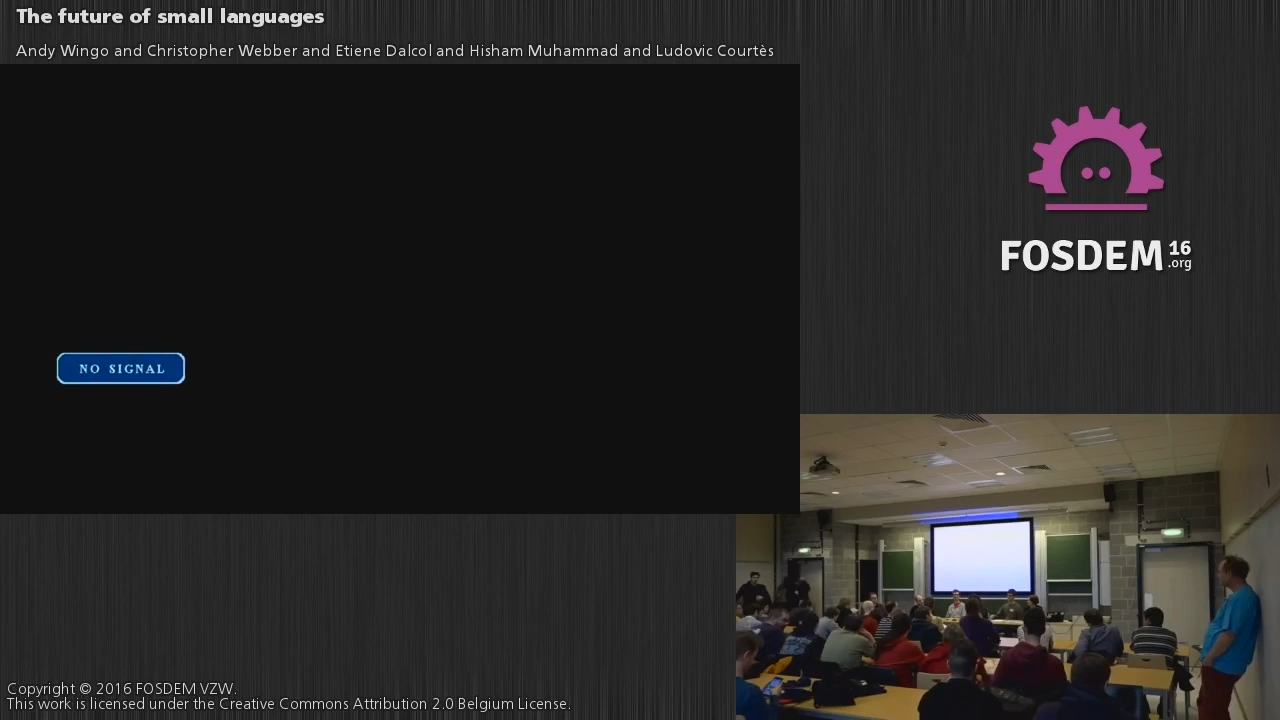 The future of small languages
Andy Wingo and Christopher Webber and Etiene Dalcol and Hisham Muhammad and Ludovic Courtès
NO SIGNAL
FOSDEM 16
.org
Copyright © 2016 FOSDEM VZW.
This work is licensed under the Creative Commons Attribution 2.0 Belgium License.